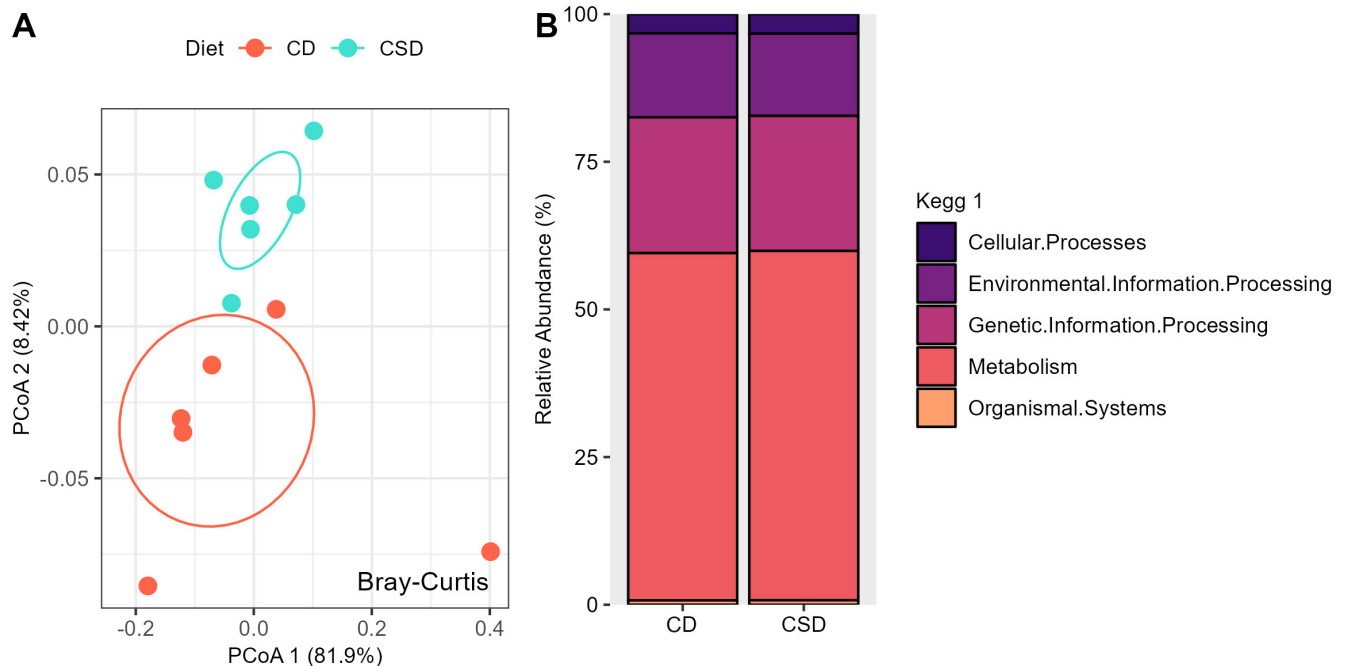 A
Diet CD CSD
0.05
0.00
-0.05
PCoA 2 (8.42%)
Bray-Curtis
-0.2 0.0 0.2 0.4
PCoA 1 (81.9%)
B
100
75
50
25
0
Relative Abundance (%)
CD CSD
Kegg 1
Cellular.Processes
Environmental.Information.Processing
Genetic.Information.Processing
Metabolism
Organismal.Systems